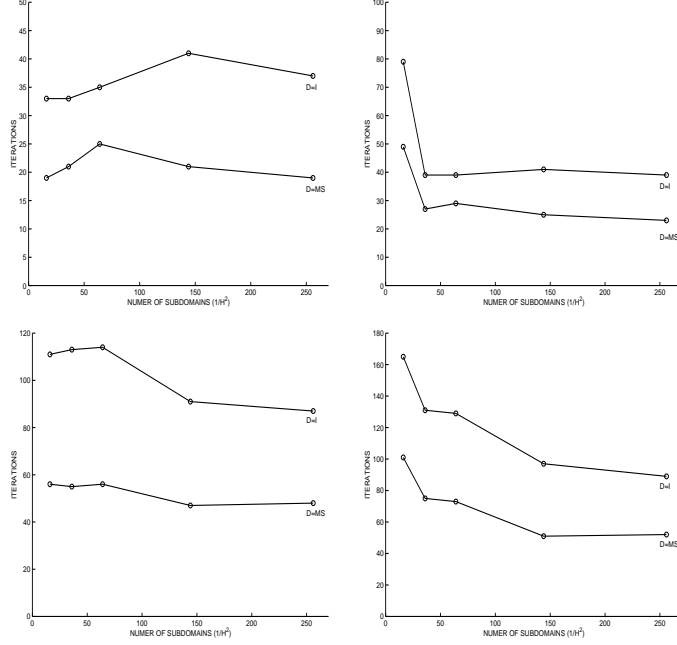 50
45
40
35
30
25
20
15
10
5
0
ITERATIONS
D=I
D=MS
0 50 100 150 200 250
NUMER OF SUBDOMAINS (1/H²)
100
90
80
70
60
50
40
30
20
10
0
ITERATIONS
D=I
D=MS
0 50 100 150 200 250
NUMER OF SUBDOMAINS (1/H²)
120
100
80
60
40
20
0
ITERATIONS
D=I
D=MS
0 50 100 150 200 250
NUMER OF SUBDOMAINS (1/H²)
180
160
140
120
100
80
60
40
20
0
ITERATIONS
D=I
D=MS
0 50 100 150 200 250
NUMER OF SUBDOMAINS (1/H²)